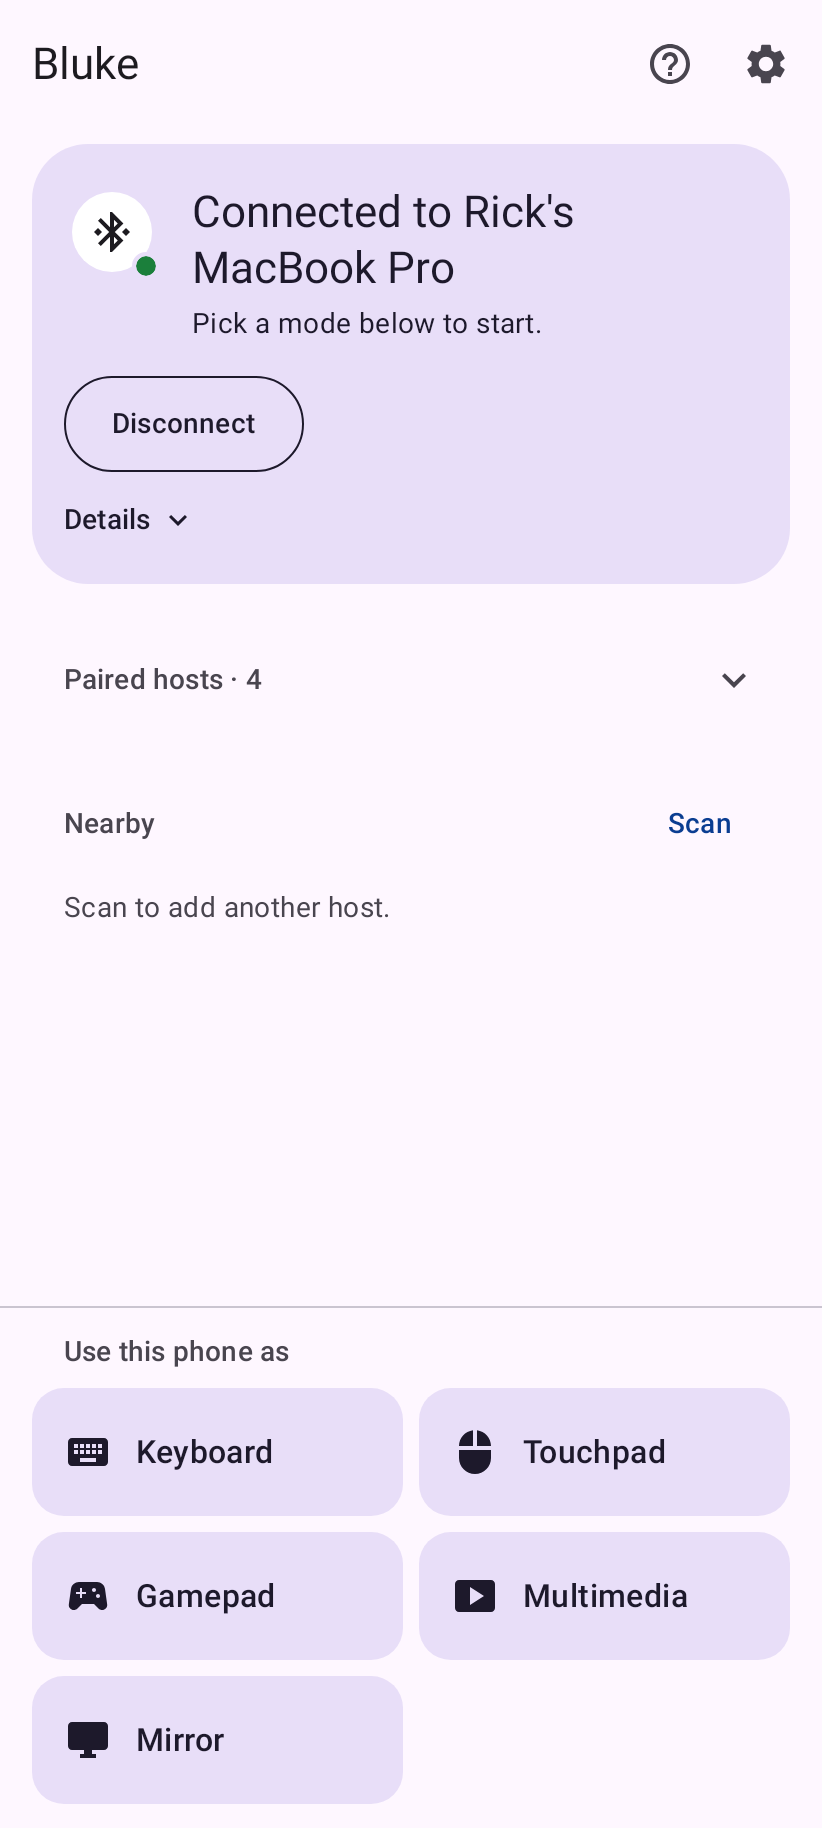 Bluke
Connected to Rick's
MacBook Pro
Pick a mode below to start.
Disconnect
Details
Paired hosts · 4
Nearby
Scan
Scan to add another host.
Use this phone as
Keyboard
Touchpad
Gamepad
Multimedia
Mirror